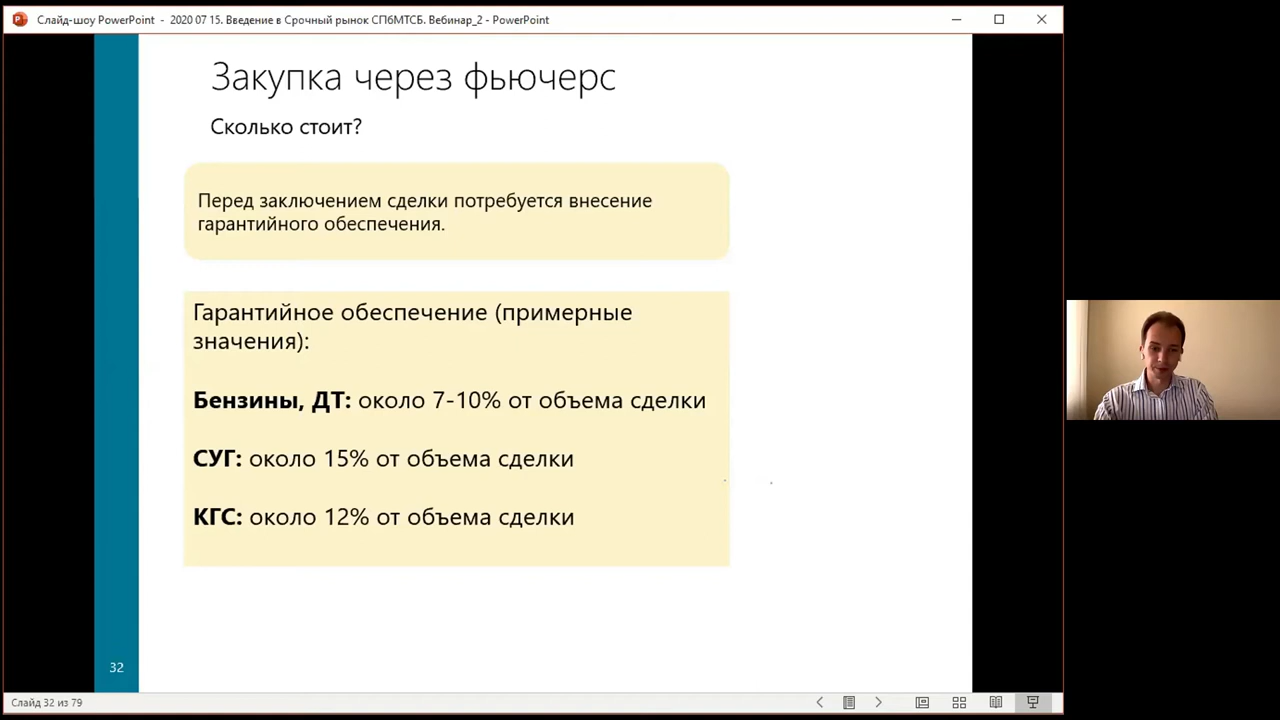 Слайд-шоу PowerPoint - 2020 07 15. Введение в Срочный рынок СПбМТСБ. Вебинар_2 - PowerPoint
Закупка через фьючерс
Сколько стоит?
Перед заключением сделки потребуется внесение
гарантийного обеспечения.
Гарантийное обеспечение (примерные
значения):
Бензины, ДТ: около 7-10% от объема сделки
СУГ: около 15% от объема сделки
КГС: около 12% от объема сделки
32
Слайд 32 из 79